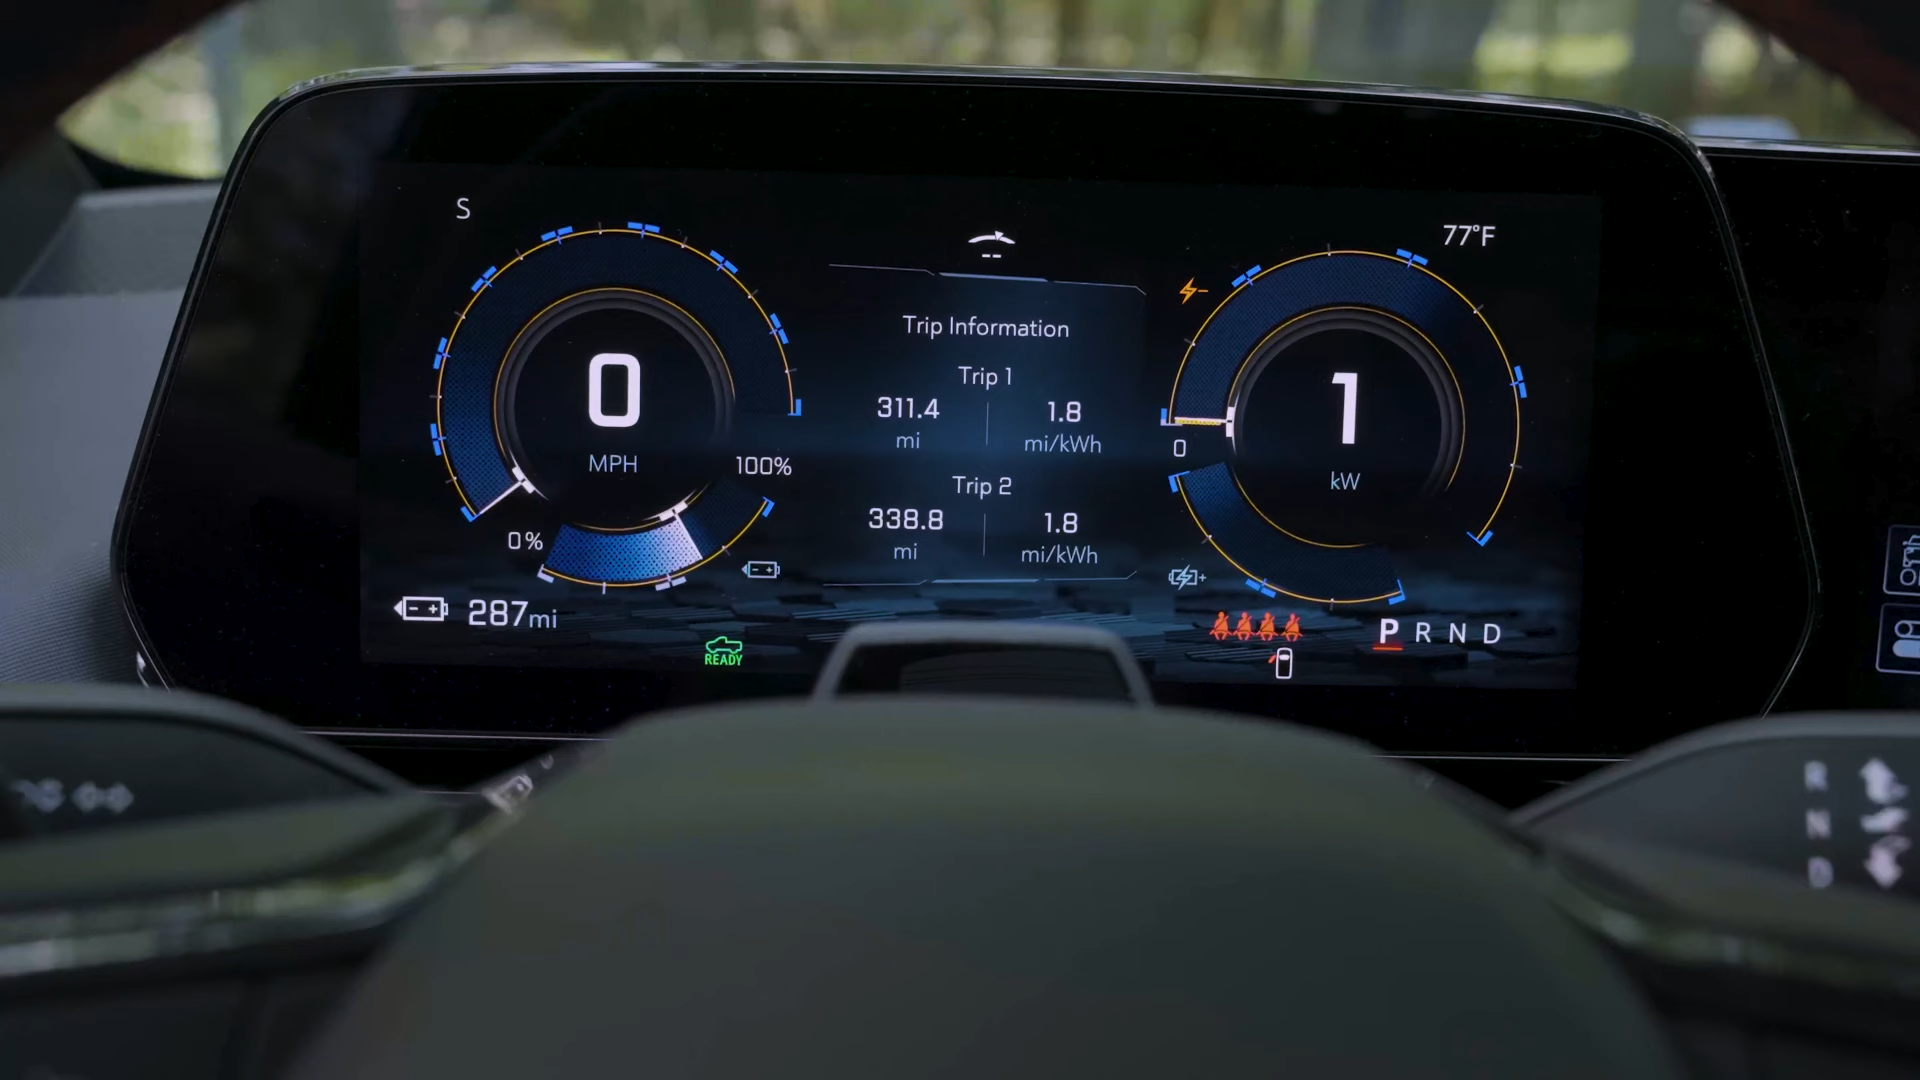 S
77°F
Trip Information
Trip 1
311.4
mi
1.8
mi/kWh
Trip 2
338.8
mi
1.8
mi/kWh
0
MPH
100%
0%
287mi
READY
0
1
kW
P R N D
R
N
D